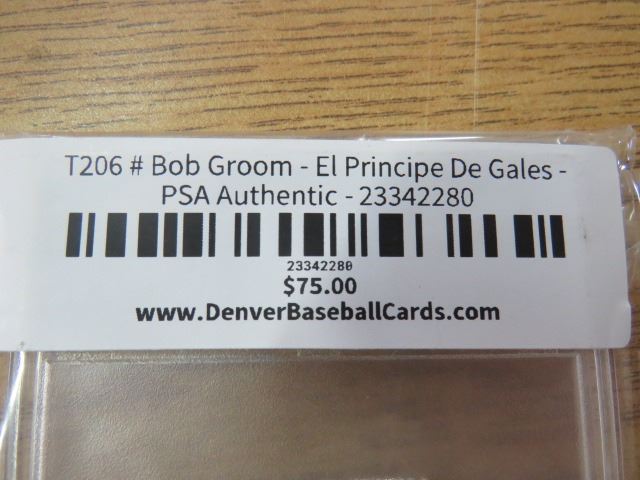 T206 # Bob Groom - El Principe De Gales -
PSA Authentic - 23342280
23342280
$75.00
www.DenverBaseballCards.com